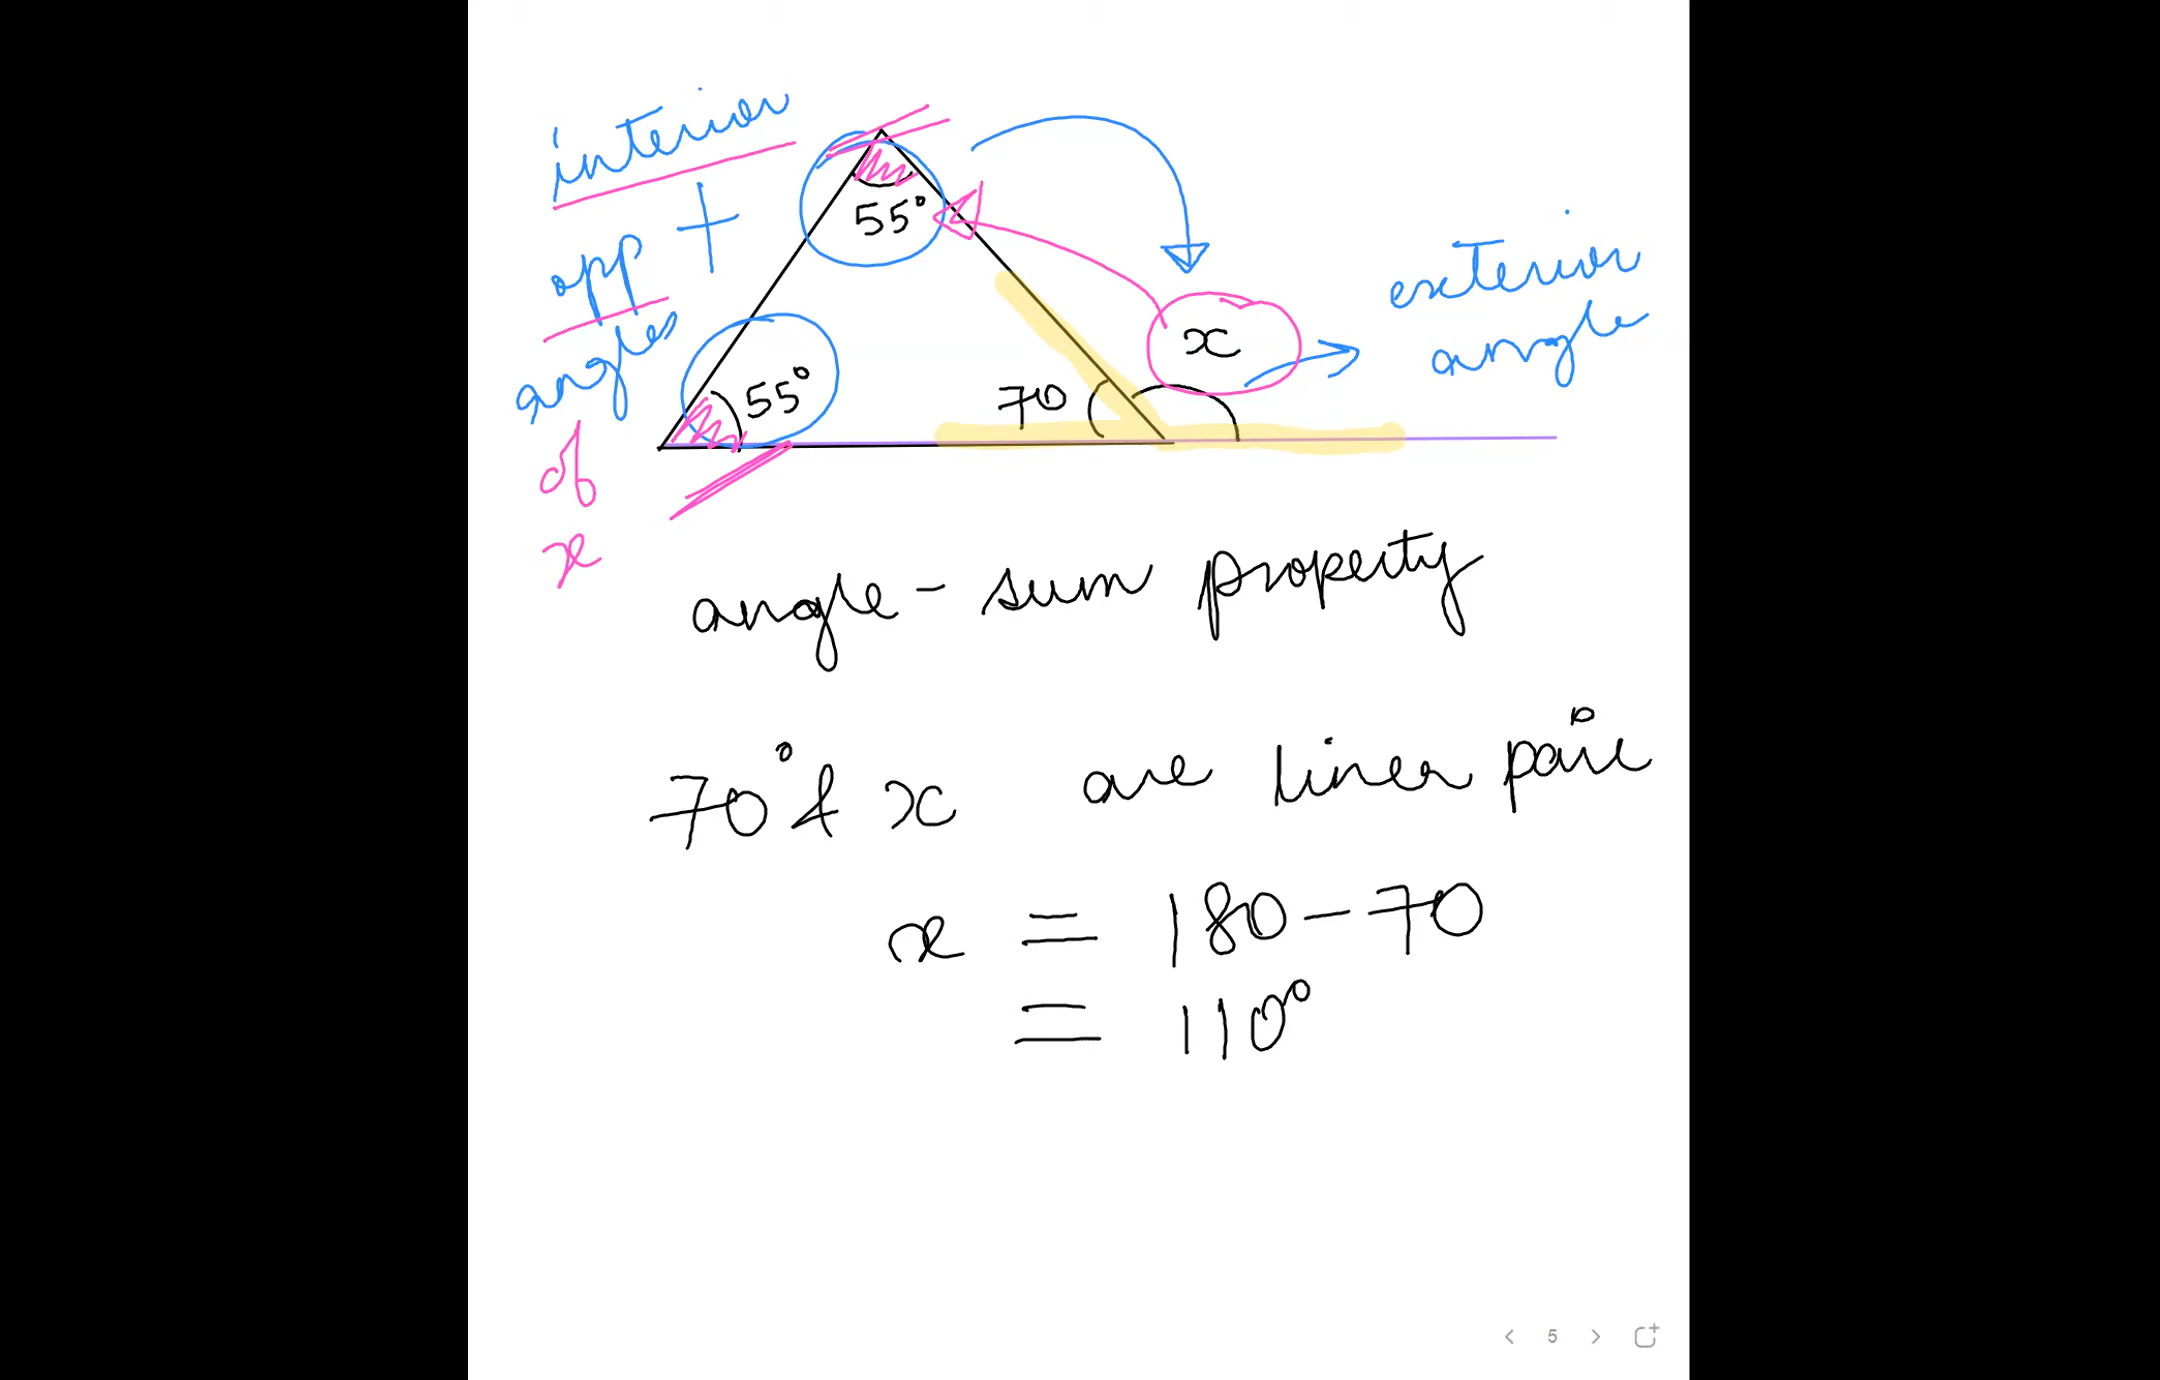 interior
opp +
angles
of
x
55°
55°
70
x
exterior
angle
angle - sum property
70° & x are liner pair
x = 180 - 70
= 110°
5